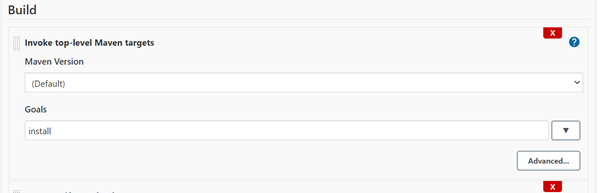 Build
X
Invoke top-level Maven targets
?
Maven Version
(Default)
Goals
install
Advanced...
X